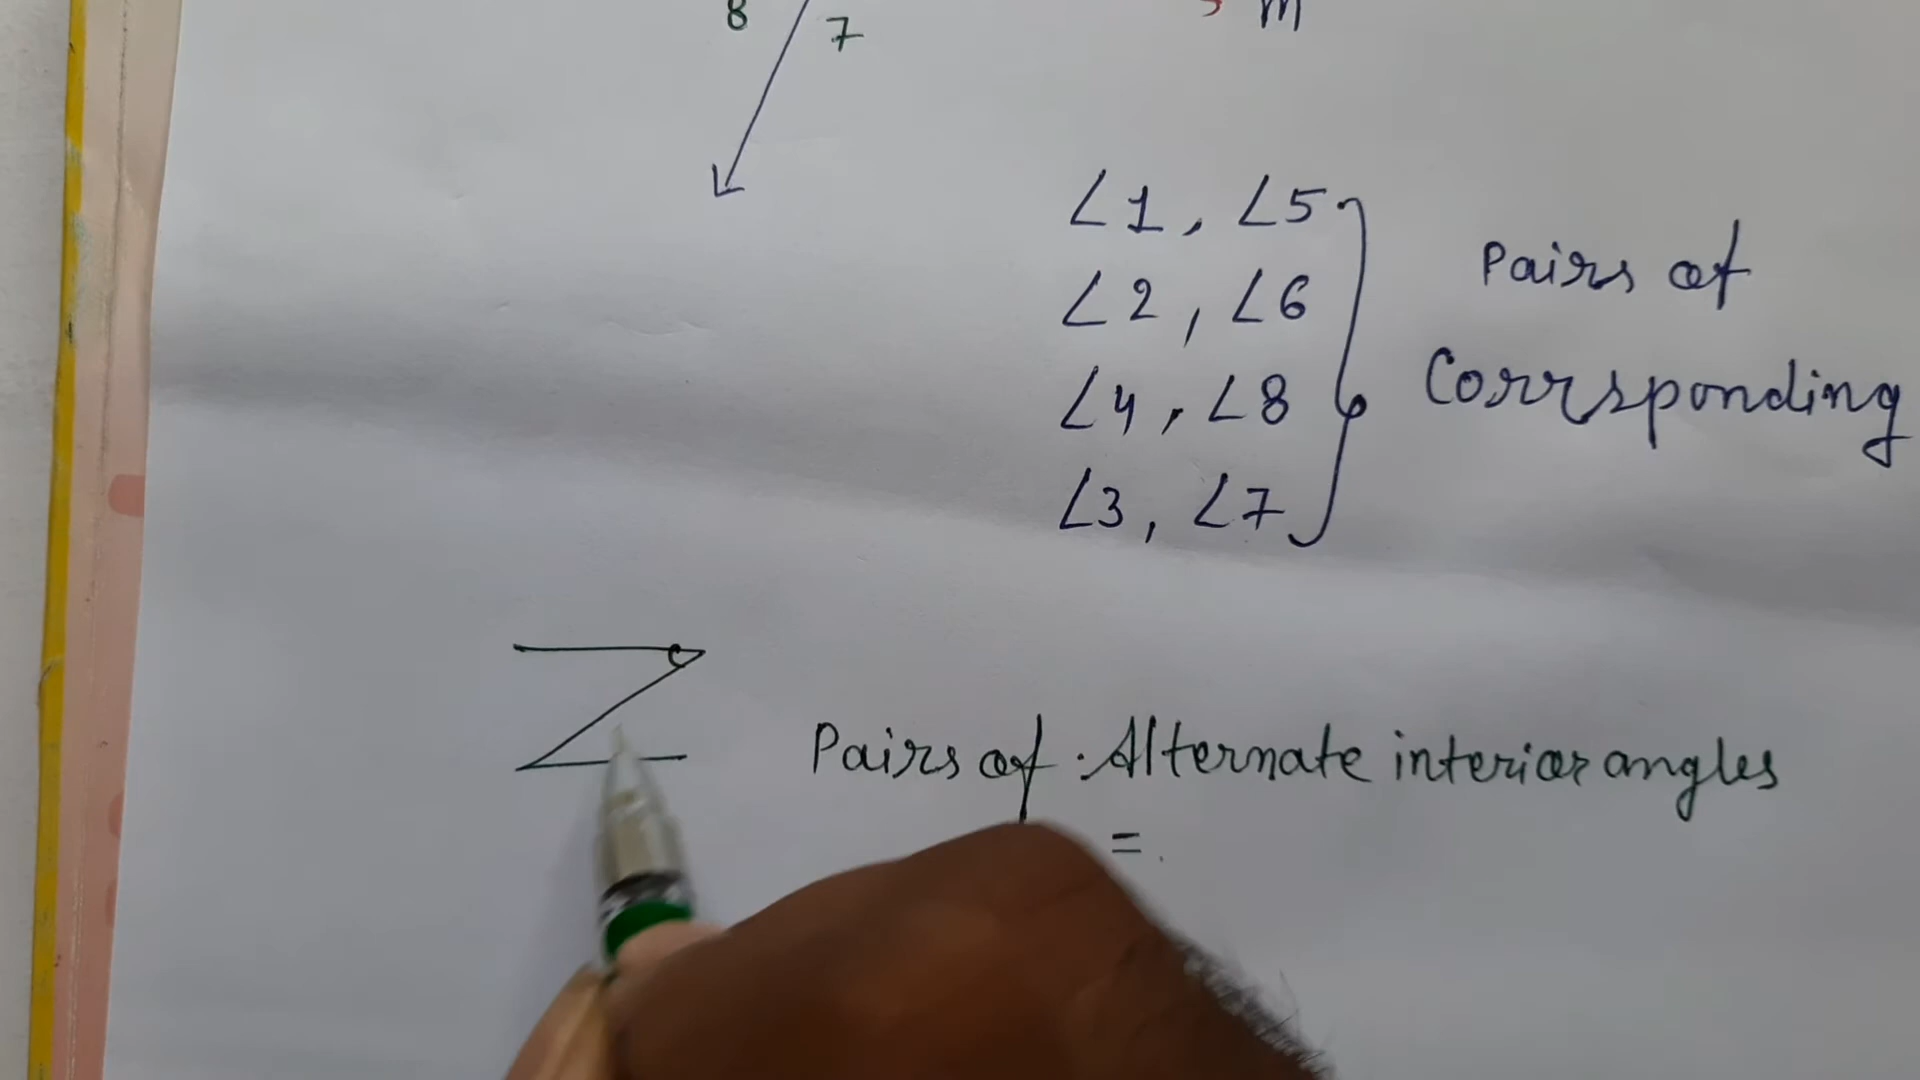 8 7 m
∠1, ∠5
∠2, ∠6
∠4, ∠8
∠3, ∠7
Pairs of
Corrsponding
Pairs of Alternate interior angles
=